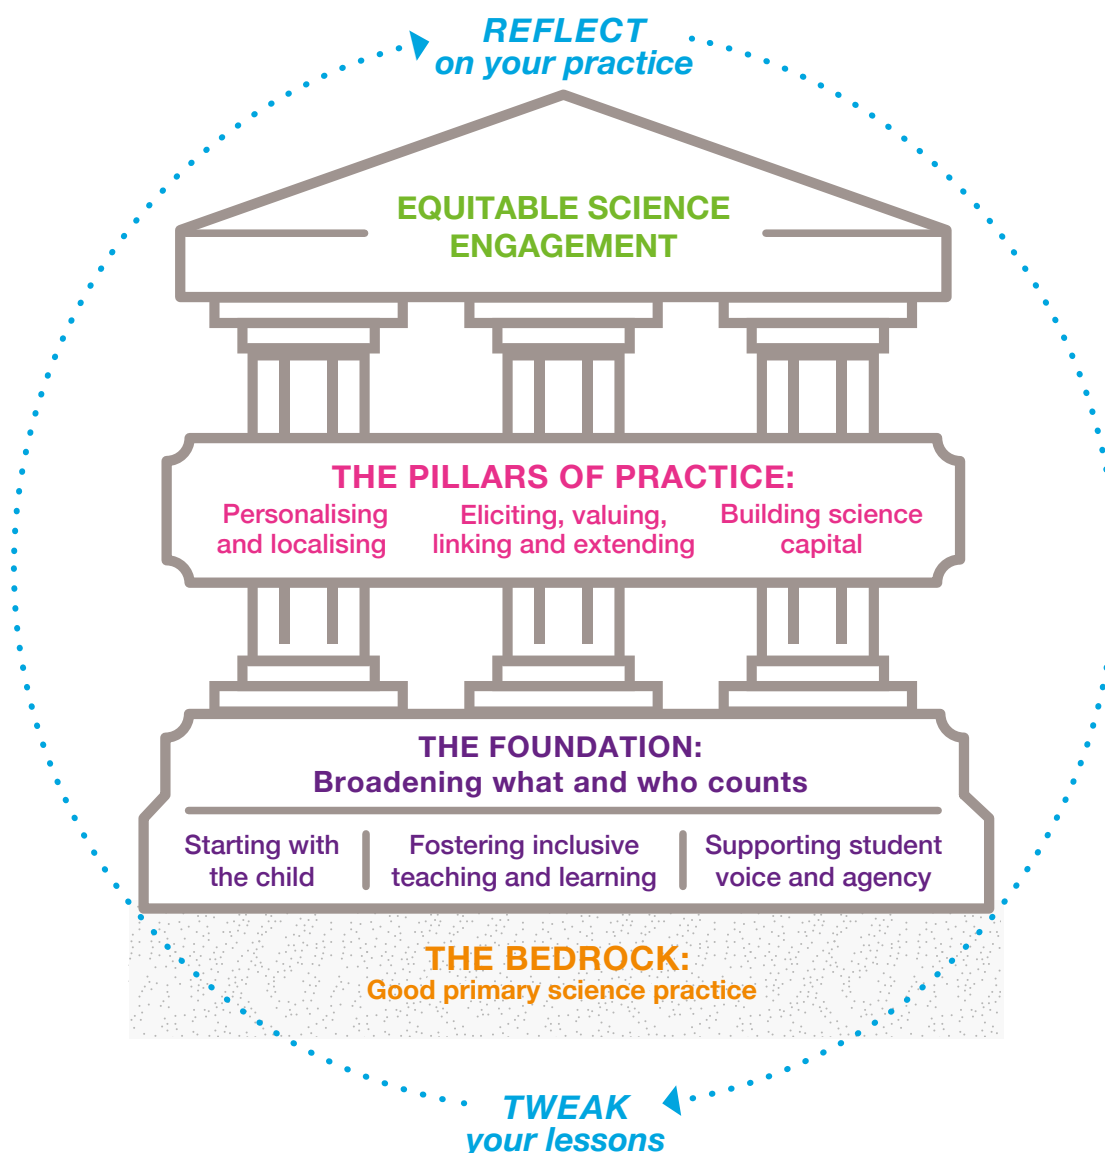 REFLECT
on your practice
EQUITABLE SCIENCE
ENGAGEMENT
THE PILLARS OF PRACTICE:
Personalising
and localising
Eliciting, valuing,
linking and extending
Building science
capital
THE FOUNDATION:
Broadening what and who counts
Starting with
the child
Fostering inclusive
teaching and learning
Supporting student
voice and agency
THE BEDROCK:
Good primary science practice
TWEAK
your lessons